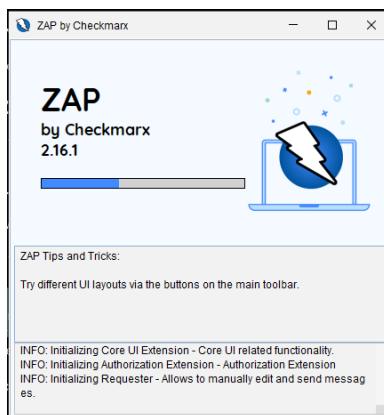 ZAP by Checkmarx
ZAP
by Checkmarx
2.16.1
ZAP Tips and Tricks:
Try different UI layouts via the buttons on the main toolbar.
INFO: Initializing Core UI Extension - Core UI related functionality.
INFO: Initializing Authorization Extension - Authorization Extension
INFO: Initializing Requester - Allows to manually edit and send messag
es.